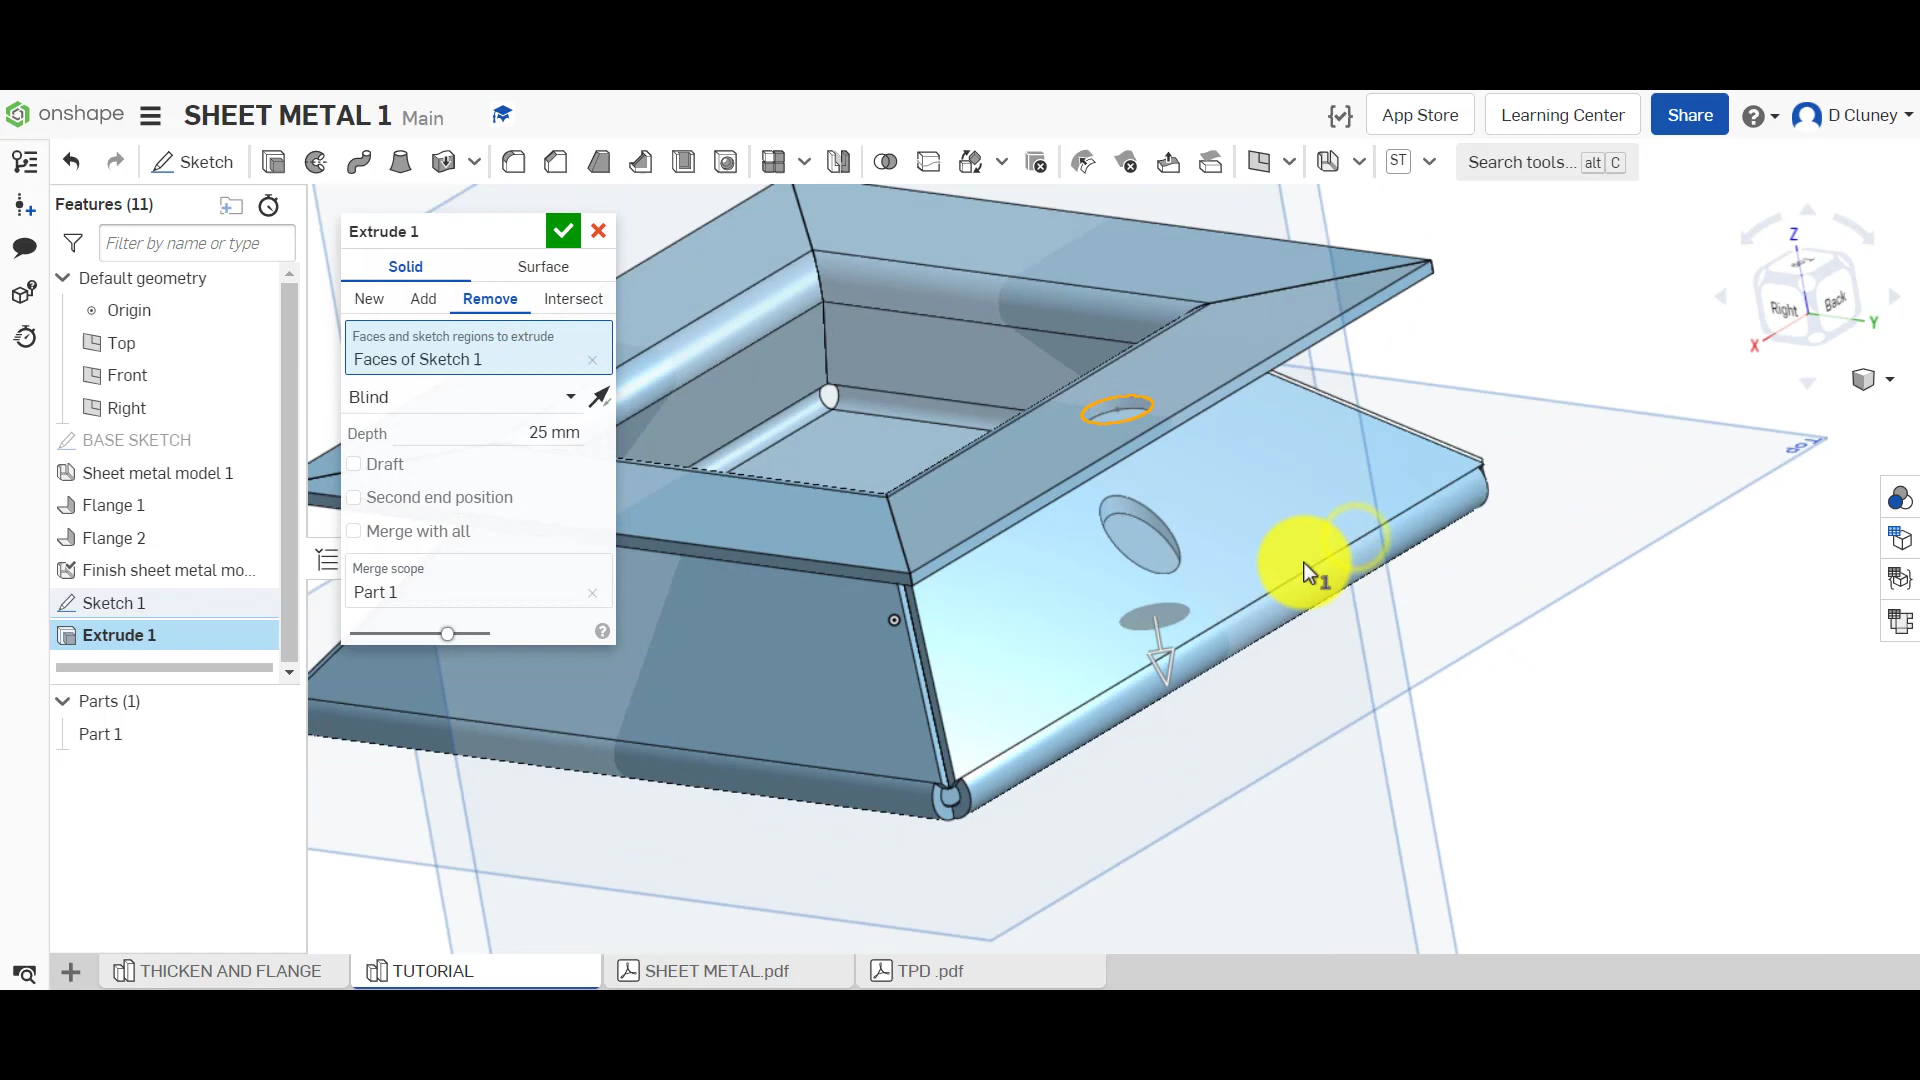 onshape
SHEET METAL 1 Main
App Store
Learning Center
Share
D Cluney
Sketch
ST
Search tools... alt C
Features (11)
Filter by name or type
Default geometry
Origin
Top
Front
Right
BASE SKETCH
Sheet metal model 1
Flange 1
Flange 2
Finish sheet metal mo...
Sketch 1
Extrude 1
Parts (1)
Part 1
Extrude 1
Solid
Surface
New
Add
Remove
Intersect
Faces and sketch regions to extrude
Faces of Sketch 1
Blind
Depth
25 mm
Draft
Second end position
Merge with all
Merge scope
Part 1
1
Top
Z
Right
Back
Y
X
THICKEN AND FLANGE
TUTORIAL
SHEET METAL.pdf
TPD .pdf